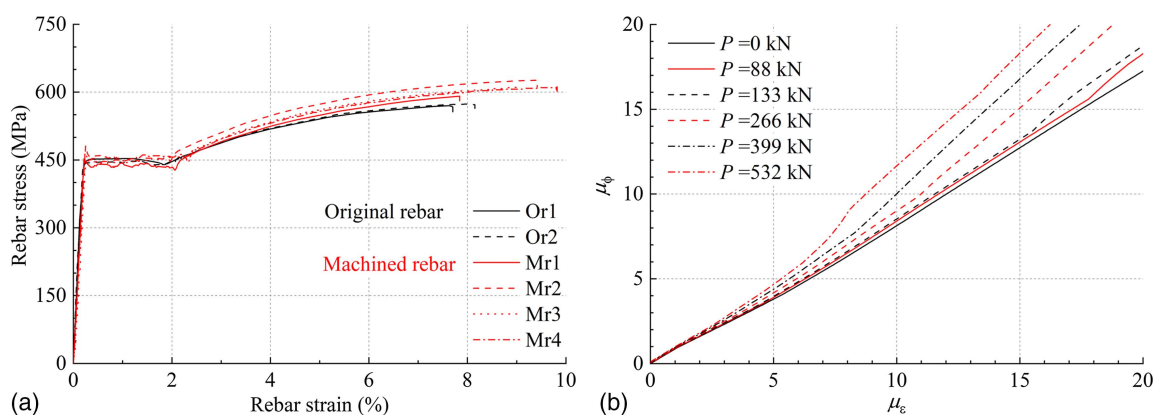 750
600
450
300
150
0
Rebar stress (MPa)
Original rebar
Machined rebar
Or1
Or2
Mr1
Mr2
Mr3
Mr4
0 2 4 6 8 10
Rebar strain (%)
(a)
20
15
10
5
0
μϕ
P =0 kN
P =88 kN
P =133 kN
P =266 kN
P =399 kN
P =532 kN
0 5 10 15 20
με
(b)